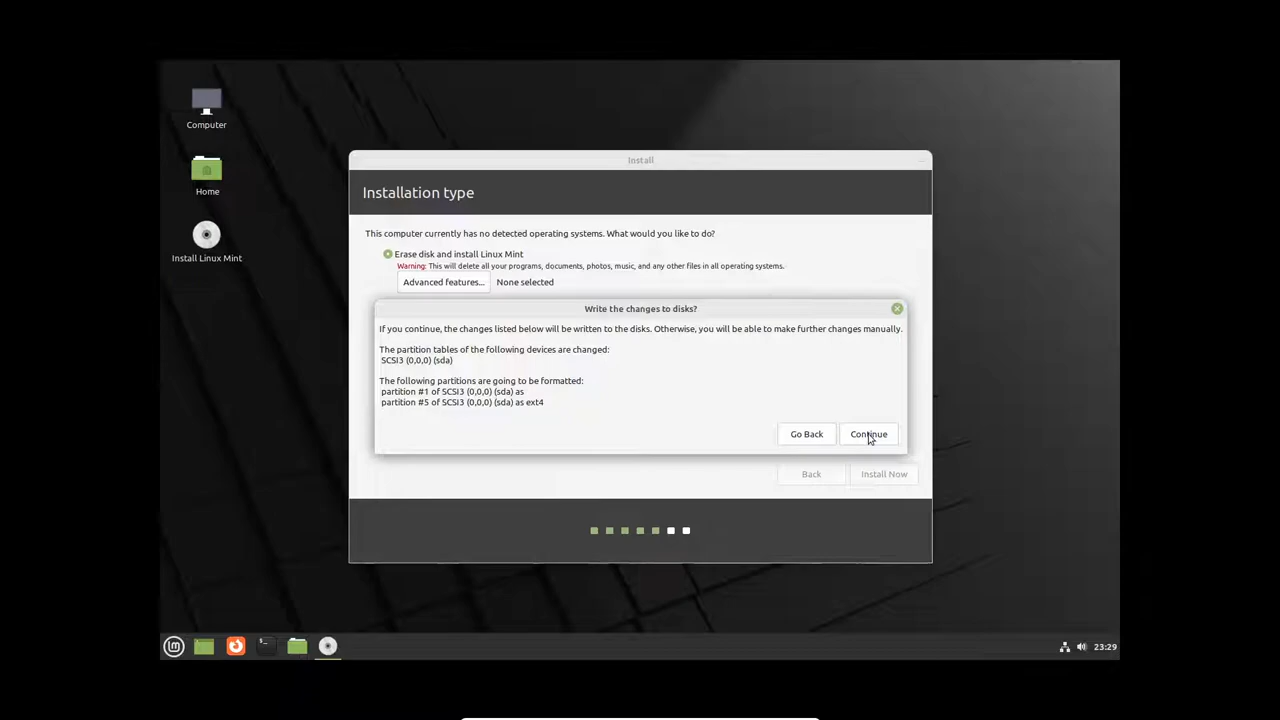 Computer
Home
Install Linux Mint
Install
Installation type
This computer currently has no detected operating systems. What would you like to do?
Erase disk and install Linux Mint
Warning: This will delete all your programs, documents, photos, music, and any other files in all operating systems.
Advanced features... None selected
Write the changes to disks?
If you continue, the changes listed below will be written to the disks. Otherwise, you will be able to make further changes manually.
The partition tables of the following devices are changed:
SCSI3 (0,0,0) (sda)
The following partitions are going to be formatted:
partition #1 of SCSI3 (0,0,0) (sda) as
partition #5 of SCSI3 (0,0,0) (sda) as ext4
Go Back Continue
Back Install Now
23:29